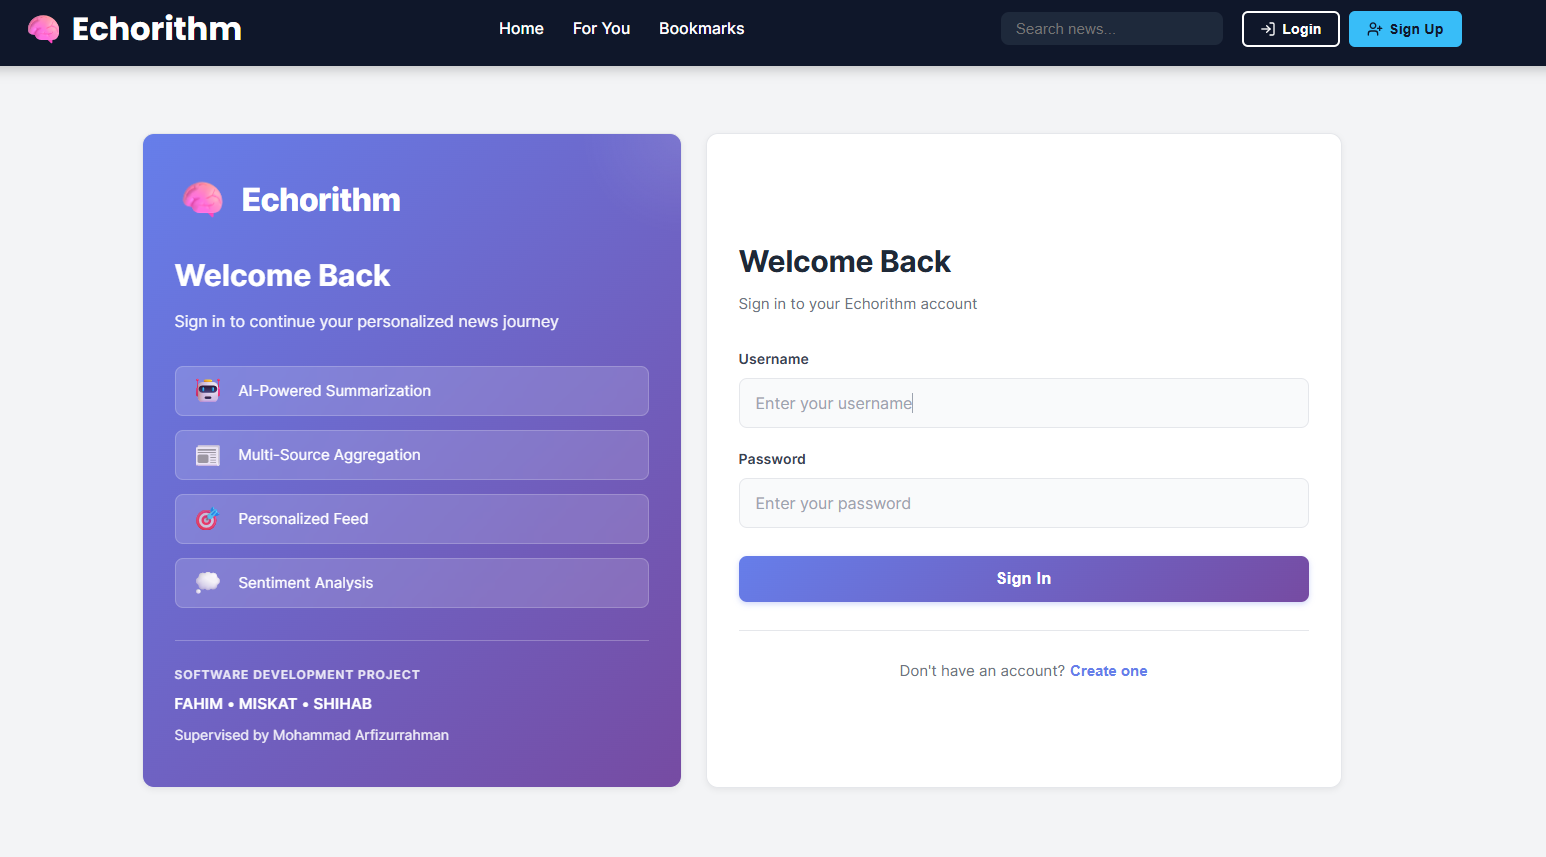 Echorithm
Home
For You
Bookmarks
Search news...
Login
Sign Up
Echorithm
Welcome Back
Sign in to continue your personalized news journey
AI-Powered Summarization
Multi-Source Aggregation
Personalized Feed
Sentiment Analysis
SOFTWARE DEVELOPMENT PROJECT
FAHIM • MISKAT • SHIHAB
Supervised by Mohammad Arfizurrahman
Welcome Back
Sign in to your Echorithm account
Username
Enter your username
Password
Enter your password
Sign In
Don't have an account? Create one